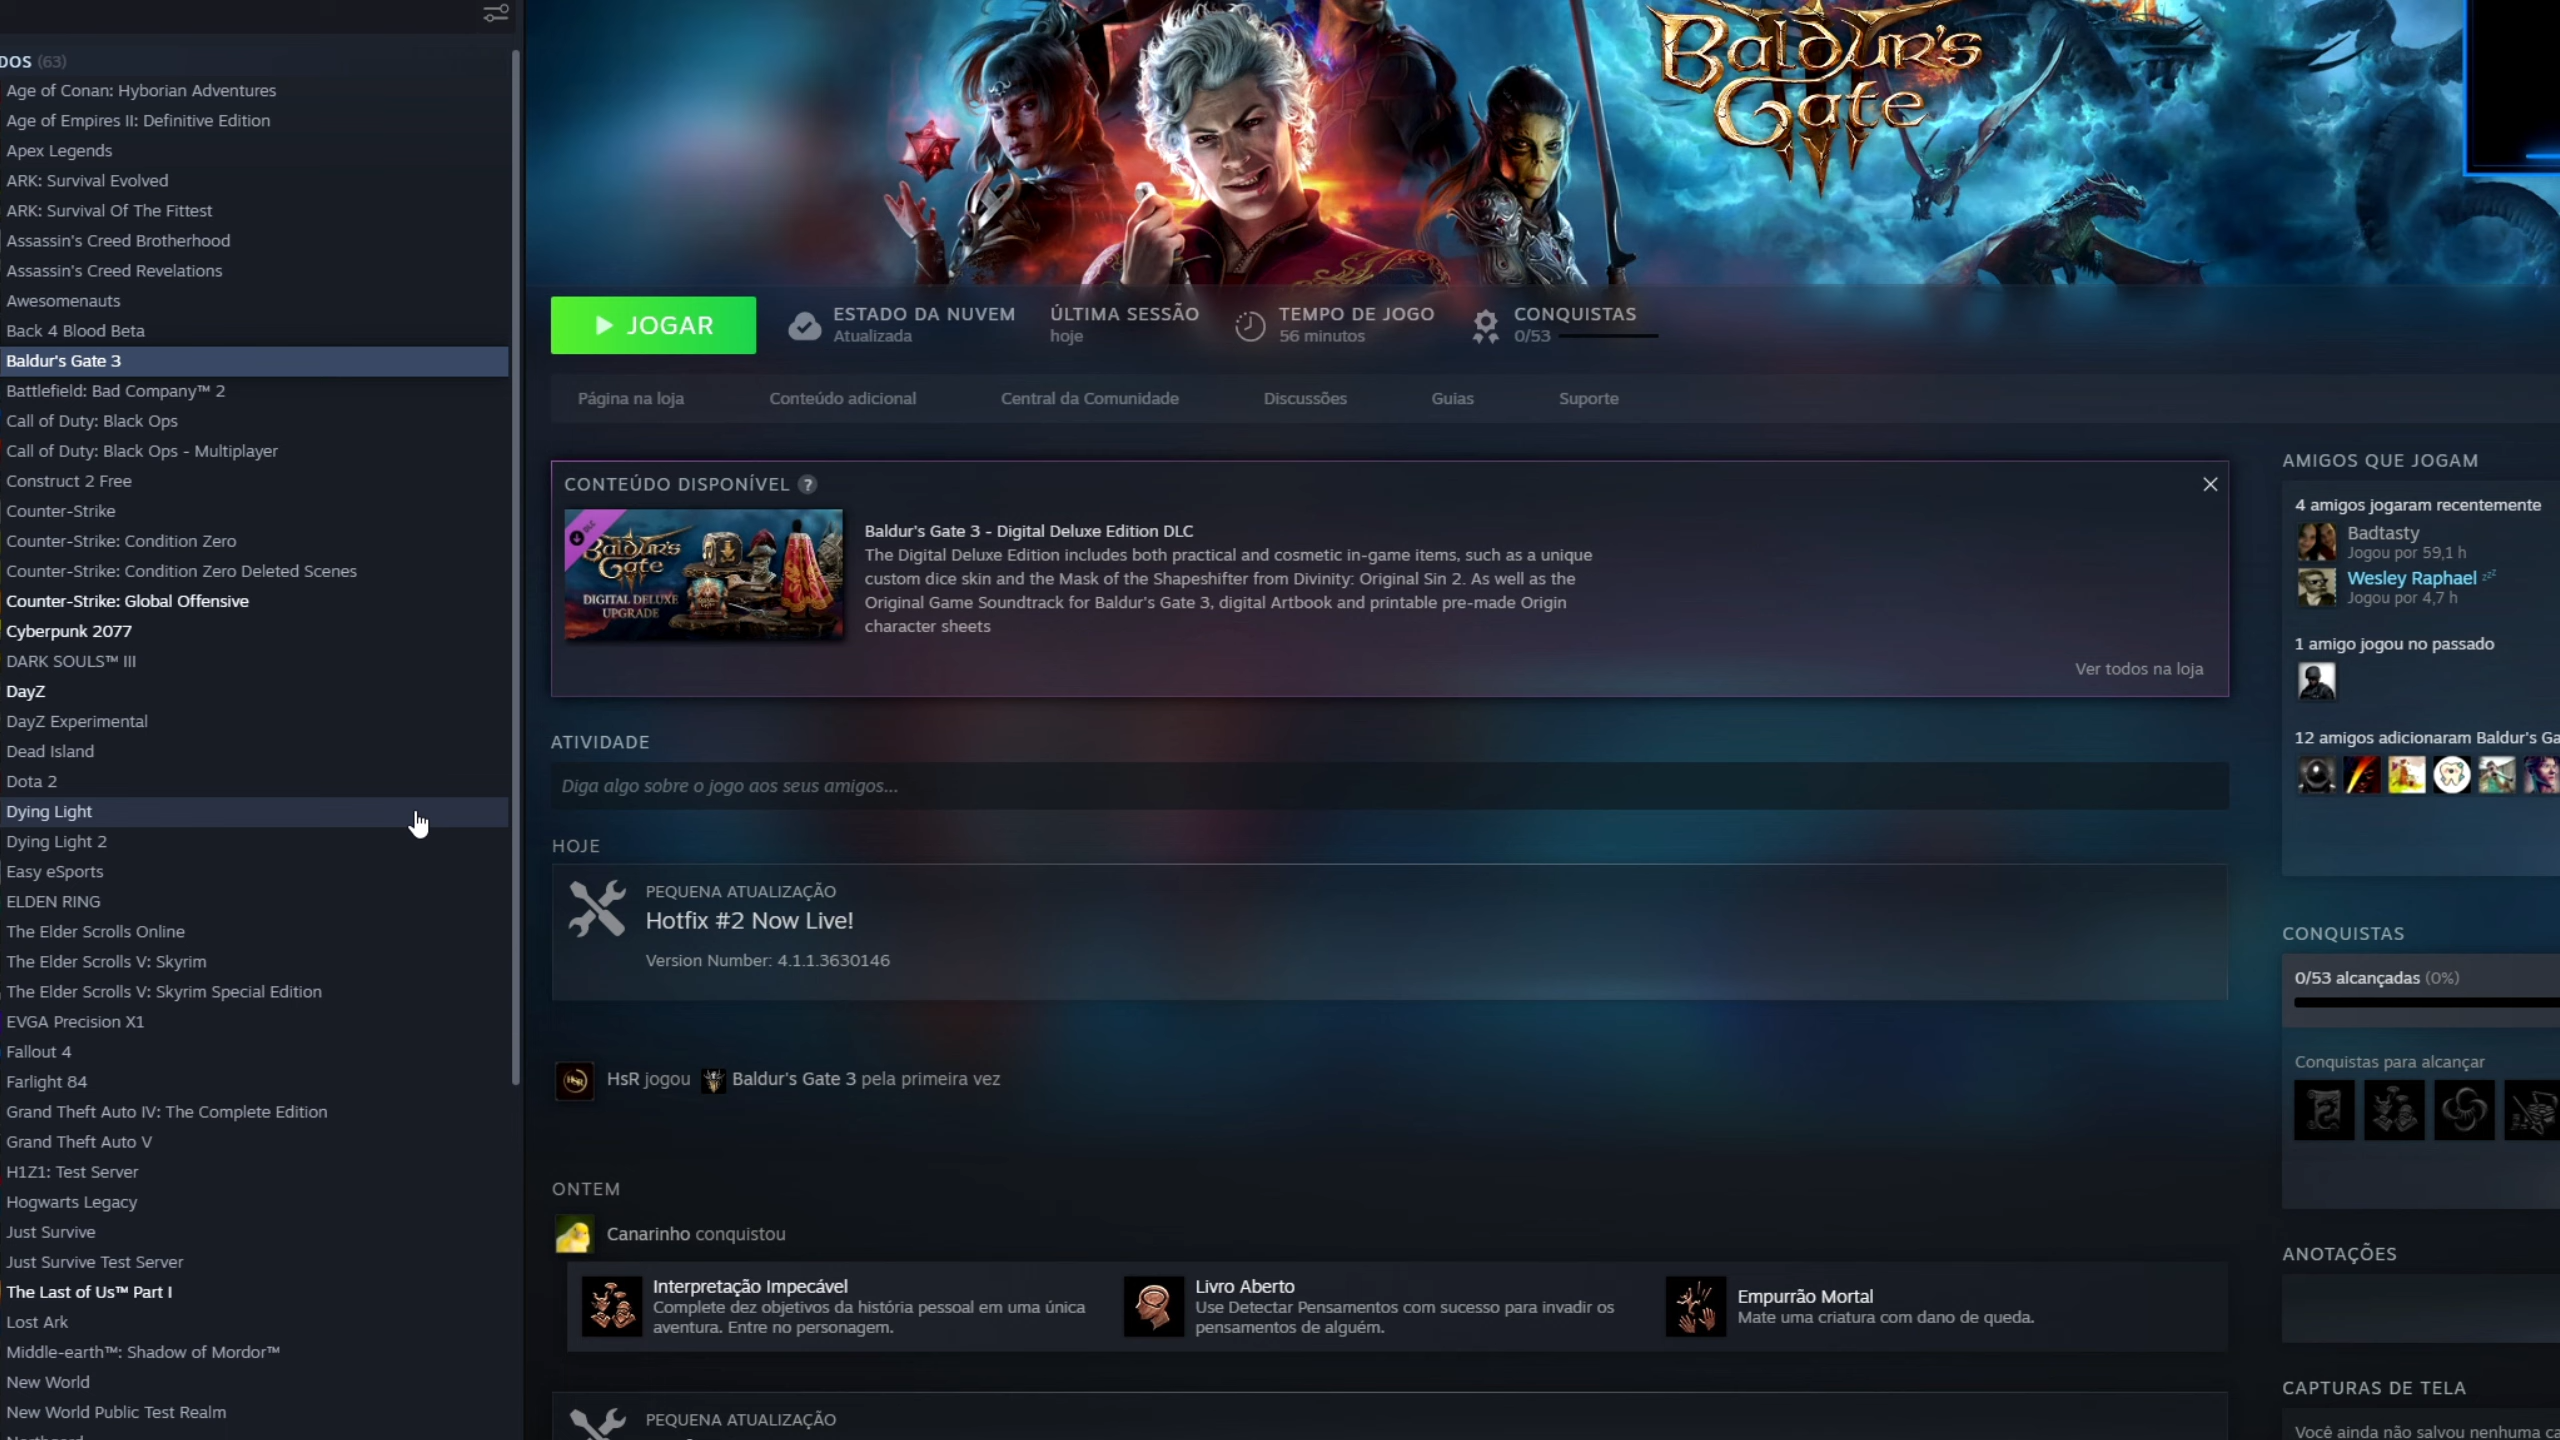 DOS (63)
Age of Conan: Hyborian Adventures
Age of Empires II: Definitive Edition
Apex Legends
ARK: Survival Evolved
ARK: Survival Of The Fittest
Assassin's Creed Brotherhood
Assassin's Creed Revelations
Awesomenauts
Back 4 Blood Beta
Baldur's Gate 3
Battlefield: Bad Company™ 2
Call of Duty: Black Ops
Call of Duty: Black Ops - Multiplayer
Construct 2 Free
Counter-Strike
Counter-Strike: Condition Zero
Counter-Strike: Condition Zero Deleted Scenes
Counter-Strike: Global Offensive
Cyberpunk 2077
DARK SOULS™ III
DayZ
DayZ Experimental
Dead Island
Dota 2
Dying Light
Dying Light 2
Easy eSports
ELDEN RING
The Elder Scrolls Online
The Elder Scrolls V: Skyrim
The Elder Scrolls V: Skyrim Special Edition
EVGA Precision X1
Fallout 4
Farlight 84
Grand Theft Auto IV: The Complete Edition
Grand Theft Auto V
H1Z1: Test Server
Hogwarts Legacy
Just Survive
Just Survive Test Server
The Last of Us™ Part I
Lost Ark
Middle-earth™: Shadow of Mordor™
New World
New World Public Test Realm
Baldur's
Gate
JOGAR
ESTADO DA NUVEM
Atualizada
ÚLTIMA SESSÃO
hoje
TEMPO DE JOGO
56 minutos
CONQUISTAS
0/53
Página na loja
Conteúdo adicional
Central da Comunidade
Discussões
Guias
Suporte
CONTEÚDO DISPONÍVEL ?
DLC
Baldur's
Gate
DIGITAL DELUXE
UPGRADE
Baldur's Gate 3 - Digital Deluxe Edition DLC
The Digital Deluxe Edition includes both practical and cosmetic in-game items, such as a unique
custom dice skin and the Mask of the Shapeshifter from Divinity: Original Sin 2. As well as the
Original Game Soundtrack for Baldur's Gate 3, digital Artbook and printable pre-made Origin
character sheets
Ver todos na loja
ATIVIDADE
Diga algo sobre o jogo aos seus amigos...
HOJE
PEQUENA ATUALIZAÇÃO
Hotfix #2 Now Live!
Version Number: 4.1.1.3630146
HsR jogou Baldur's Gate 3 pela primeira vez
ONTEM
Canarinho conquistou
Interpretação Impecável
Complete dez objetivos da história pessoal em uma única
aventura. Entre no personagem.
Livro Aberto
Use Detectar Pensamentos com sucesso para invadir os
pensamentos de alguém.
Empurrão Mortal
Mate uma criatura com dano de queda.
PEQUENA ATUALIZAÇÃO
AMIGOS QUE JOGAM
4 amigos jogaram recentemente
Badtasty
Jogou por 59,1 h
Wesley Raphael zzz
Jogou por 4,7 h
1 amigo jogou no passado
12 amigos adicionaram Baldur's Ga
CONQUISTAS
0/53 alcançadas (0%)
Conquistas para alcançar
ANOTAÇÕES
CAPTURAS DE TELA
Você ainda não salvou nenhuma ca